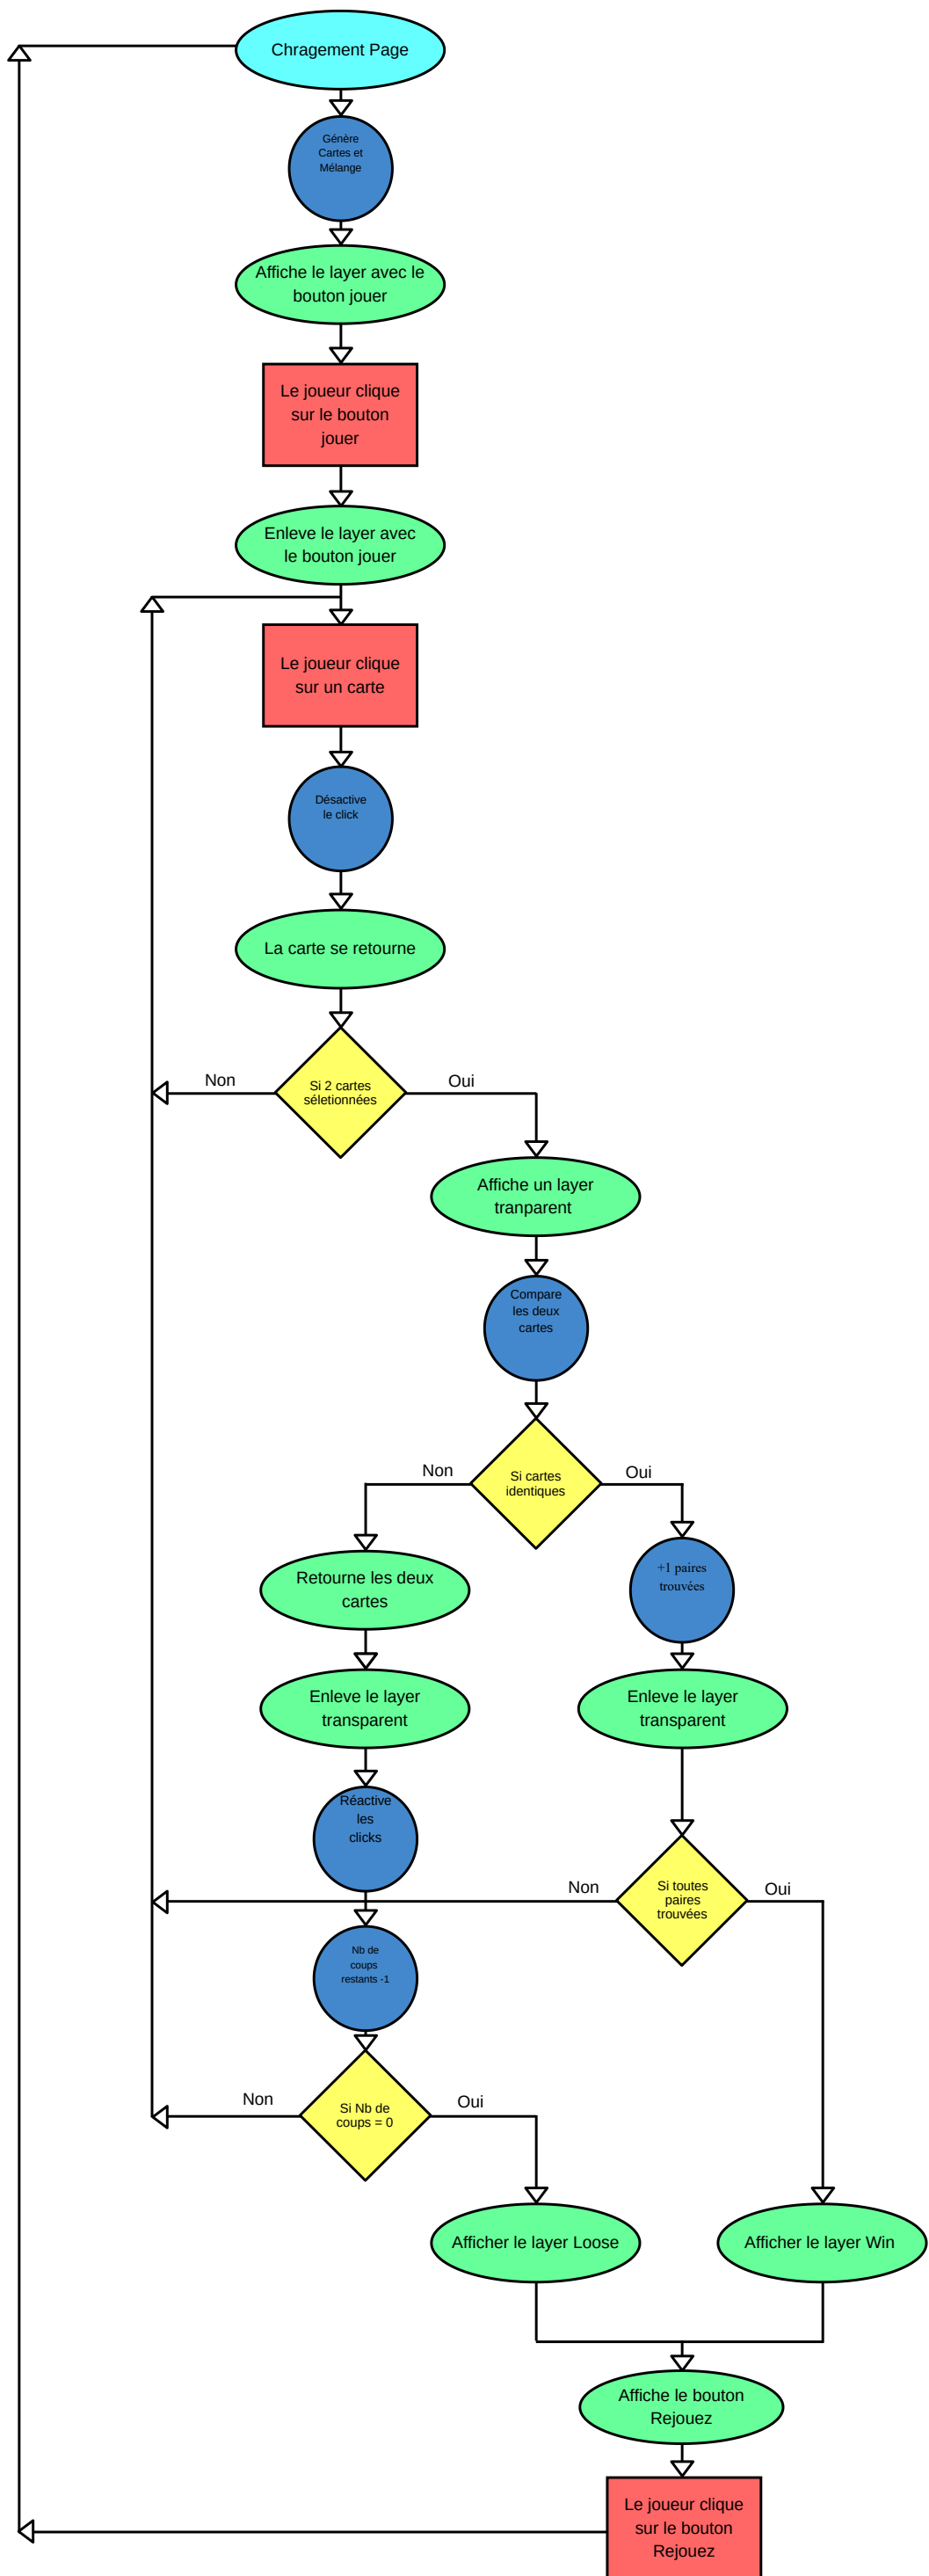 Chragement Page
Génère
Cartes et
Mélange
Affiche le layer avec le
bouton jouer
Le joueur clique
sur le bouton
jouer
Enleve le layer avec
le bouton jouer
Le joueur clique
sur un carte
Désactive
le click
La carte se retourne
Si 2 cartes
séletionnées
Non
Oui
Affiche un layer
tranparent
Compare
les deux
cartes
Si cartes
identiques
Non
Oui
Retourne les deux
cartes
+1 paires
trouvées
Enleve le layer
transparent
Enleve le layer
transparent
Réactive
les
clicks
Si toutes
paires
trouvées
Non
Oui
Nb de
coups
restants -1
Si Nb de
coups = 0
Non
Oui
Afficher le layer Loose
Afficher le layer Win
Affiche le bouton
Rejouez
Le joueur clique
sur le bouton
Rejouez